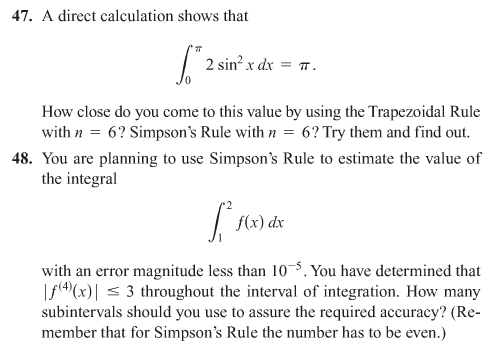 47. A direct calculation shows that
∫₀^π 2 sin² x dx = π.
How close do you come to this value by using the Trapezoidal Rule
with n = 6? Simpson’s Rule with n = 6? Try them and find out.
48. You are planning to use Simpson’s Rule to estimate the value of
the integral
∫₁² f(x) dx
with an error magnitude less than 10⁻⁵. You have determined that
|f⁽⁴⁾(x)| ≤ 3 throughout the interval of integration. How many
subintervals should you use to assure the required accuracy? (Re-
member that for Simpson’s Rule the number has to be even.)